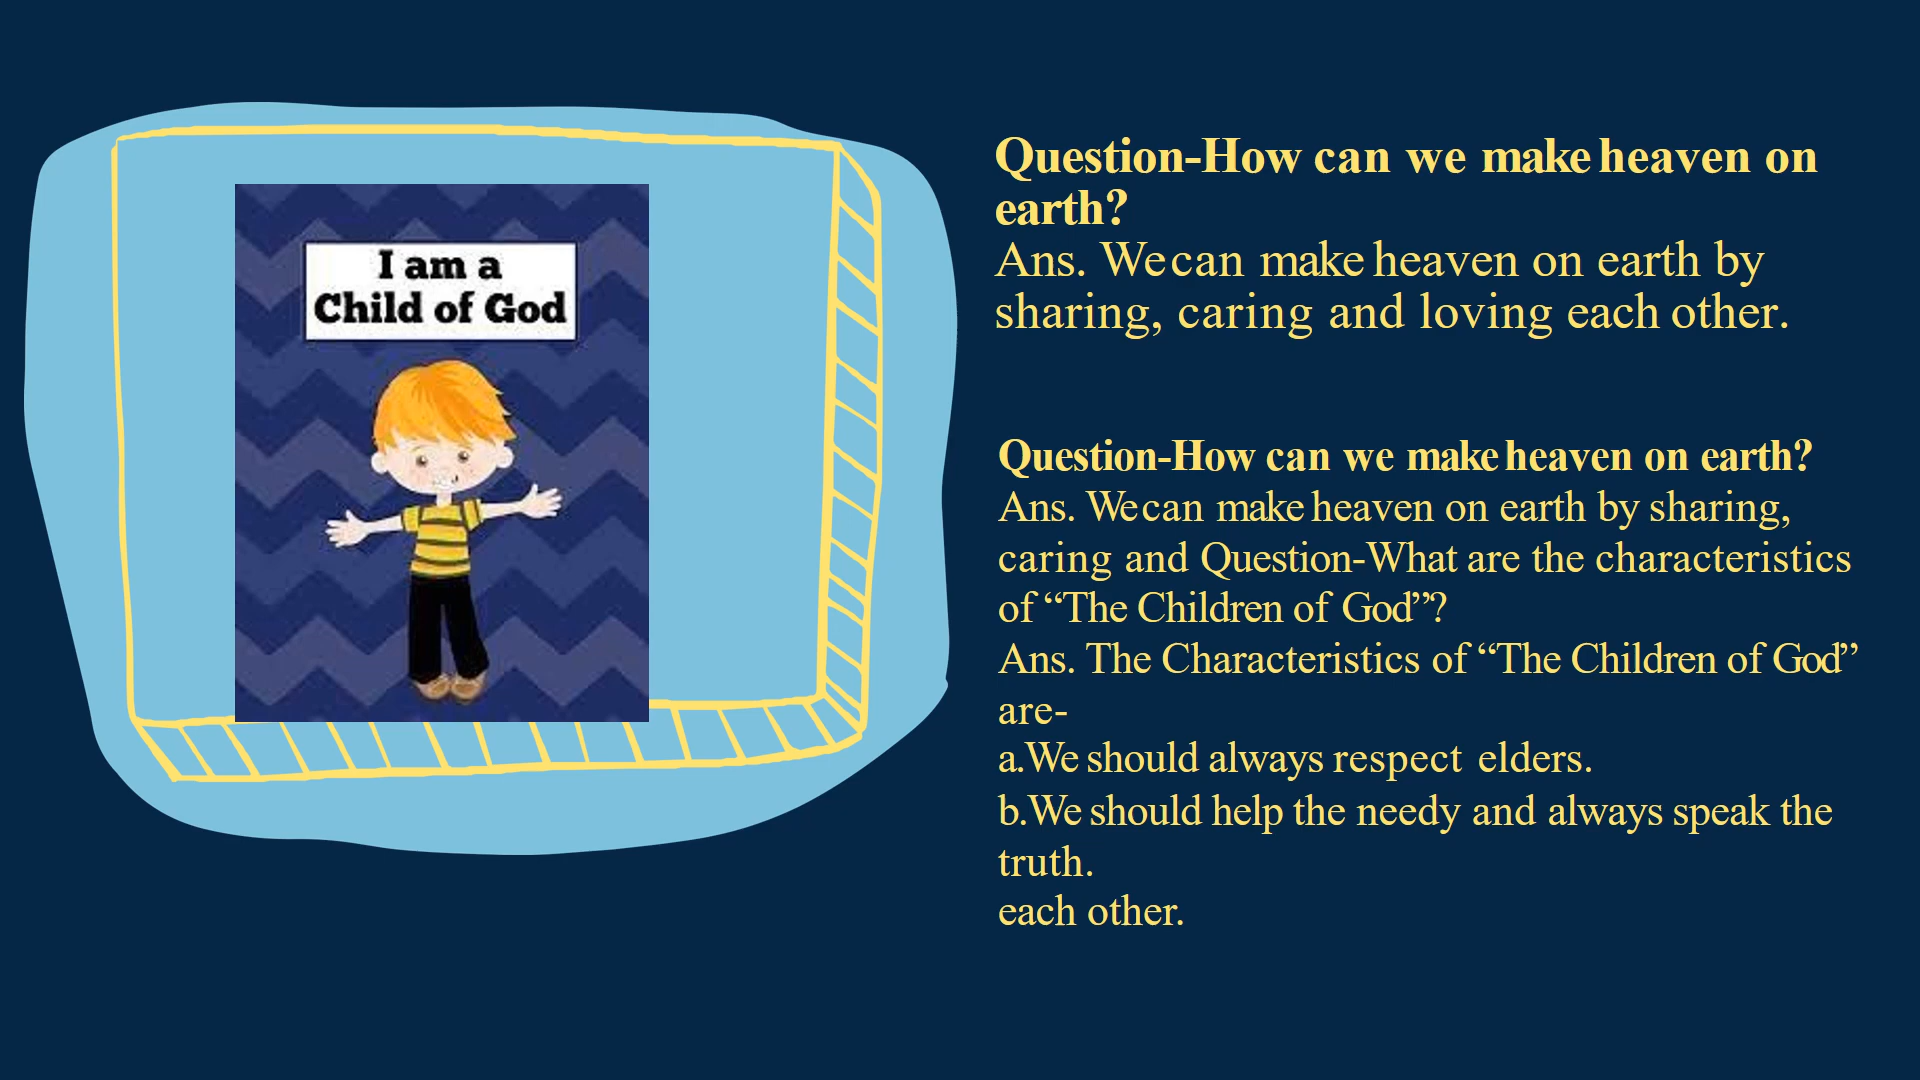 I am a
Child of God
Question-How can we make heaven on
earth?
Ans. We can make heaven on earth by
sharing, caring and loving each other.
Question-How can we make heaven on earth?
Ans. We can make heaven on earth by sharing,
caring and Question-What are the characteristics
of “The Children of God”?
Ans. The Characteristics of “The Children of God”
are-
a.We should always respect elders.
b.We should help the needy and always speak the
truth.
each other.